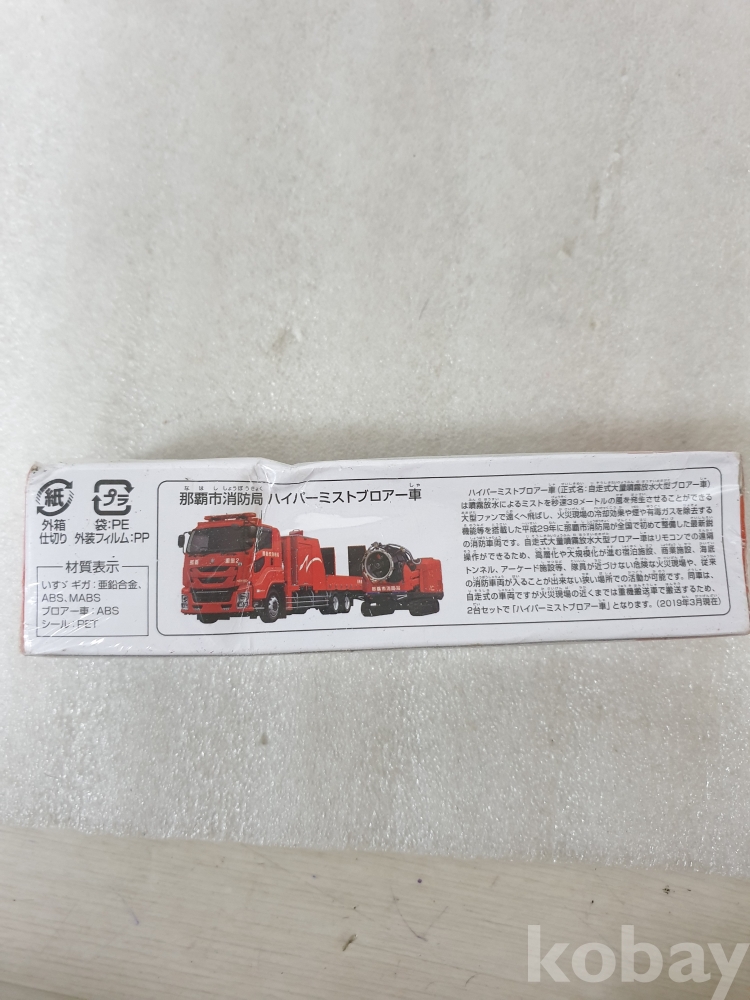 紙
外箱
仕切り
プラ
袋:PE
外装フィルム:PP
材質表示
いすゞ ギガ:亜鉛合金、
ABS、MABS
ブロアー車:ABS
シール:PET
那覇市消防局 ハイパーミストブロアー車
那覇市消防局
ハイパーミストブロアー車(正式名:自走式大量噴霧放水大型ブロアー車)
は噴霧放水によるミストを秒速39メートルの風を発生させることができる
大型ファンで遠くへ飛ばし、火災現場の冷却効果や煙や有毒ガスを除去する
機能等を搭載した平成29年に那覇市消防局が全国で初めて整備した最新鋭
の消防車両です。自走式大量噴霧放水大型ブロアー車はリモコンでの遠隔
操作ができるため、高層化や大規模化が進む宿泊施設、商業施設、海底
トンネル、アーケード施設等、隊員が近づけない危険な火災現場や、従来
の消防車両が入ることが出来ない狭い場所での活動が可能です。同車は、
自走式の車両ですが火災現場の近くまでは重機搬送車で搬送するため、
2台セットで「ハイパーミストブロアー車」となります。(2019年3月現在)
kobay